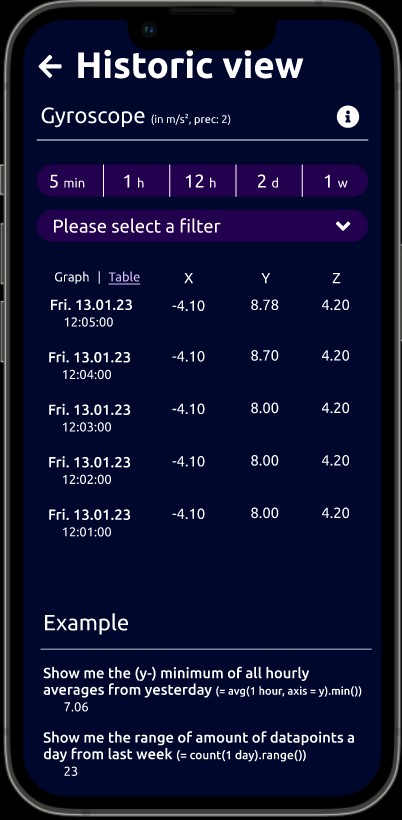 ← Historic view
Gyroscope (in m/s², prec: 2)
5 min 1 h 12 h 2 d 1 w
Please select a filter
Graph | Table X Y Z
Fri. 13.01.23 -4.10 8.78 4.20
12:05:00
Fri. 13.01.23 -4.10 8.70 4.20
12:04:00
Fri. 13.01.23 -4.10 8.00 4.20
12:03:00
Fri. 13.01.23 -4.10 8.00 4.20
12:02:00
Fri. 13.01.23 -4.10 8.00 4.20
12:01:00
Example
Show me the (y-) minimum of all hourly
averages from yesterday (= avg(1 hour, axis = y).min())
7.06
Show me the range of amount of datapoints a
day from last week (= count(1 day).range())
23